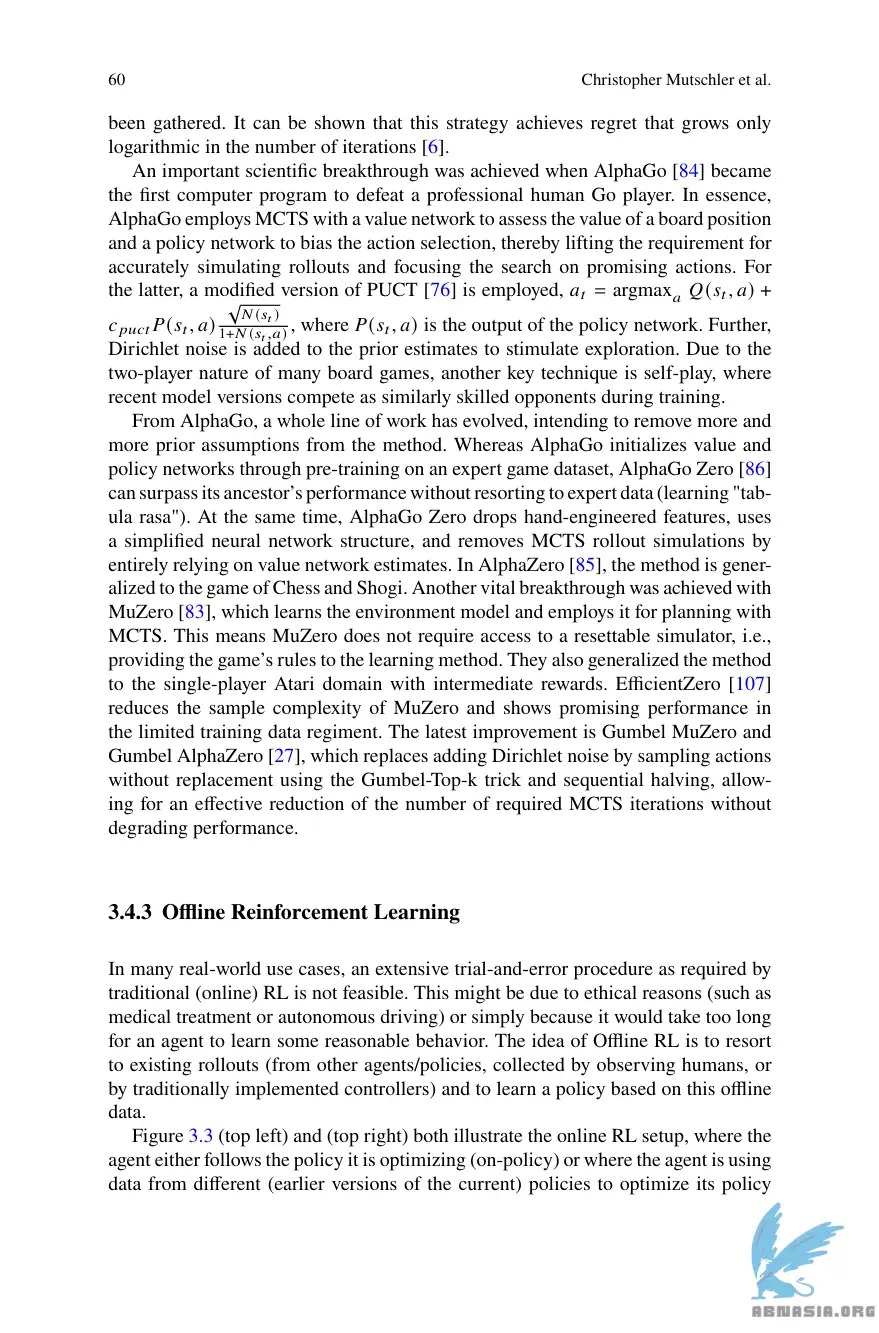 60 Christopher Mutschler et al.
been gathered. It can be shown that this strategy achieves regret that grows only
logarithmic in the number of iterations [6].
An important scientific breakthrough was achieved when AlphaGo [84] became
the first computer program to defeat a professional human Go player. In essence,
AlphaGo employs MCTS with a value network to assess the value of a board position
and a policy network to bias the action selection, thereby lifting the requirement for
accurately simulating rollouts and focusing the search on promising actions. For
the latter, a modified version of PUCT [76] is employed, a_t = argmax_a Q(s_t, a) +
c_{puct} P(s_t, a) √N(s_t) / 1+N(s_t,a), where P(s_t, a) is the output of the policy network. Further,
Dirichlet noise is added to the prior estimates to stimulate exploration. Due to the
two-player nature of many board games, another key technique is self-play, where
recent model versions compete as similarly skilled opponents during training.
From AlphaGo, a whole line of work has evolved, intending to remove more and
more prior assumptions from the method. Whereas AlphaGo initializes value and
policy networks through pre-training on an expert game dataset, AlphaGo Zero [86]
can surpass its ancestor's performance without resorting to expert data (learning "tab-
ula rasa"). At the same time, AlphaGo Zero drops hand-engineered features, uses
a simplified neural network structure, and removes MCTS rollout simulations by
entirely relying on value network estimates. In AlphaZero [85], the method is gener-
alized to the game of Chess and Shogi. Another vital breakthrough was achieved with
MuZero [83], which learns the environment model and employs it for planning with
MCTS. This means MuZero does not require access to a resettable simulator, i.e.,
providing the game's rules to the learning method. They also generalized the method
to the single-player Atari domain with intermediate rewards. EfficientZero [107]
reduces the sample complexity of MuZero and shows promising performance in
the limited training data regiment. The latest improvement is Gumbel MuZero and
Gumbel AlphaZero [27], which replaces adding Dirichlet noise by sampling actions
without replacement using the Gumbel-Top-k trick and sequential halving, allow-
ing for an effective reduction of the number of required MCTS iterations without
degrading performance.
3.4.3 Offline Reinforcement Learning
In many real-world use cases, an extensive trial-and-error procedure as required by
traditional (online) RL is not feasible. This might be due to ethical reasons (such as
medical treatment or autonomous driving) or simply because it would take too long
for an agent to learn some reasonable behavior. The idea of Offline RL is to resort
to existing rollouts (from other agents/policies, collected by observing humans, or
by traditionally implemented controllers) and to learn a policy based on this offline
data.
Figure 3.3 (top left) and (top right) both illustrate the online RL setup, where the
agent either follows the policy it is optimizing (on-policy) or where the agent is using
data from different (earlier versions of the current) policies to optimize its policy
ABNASIA.ORG